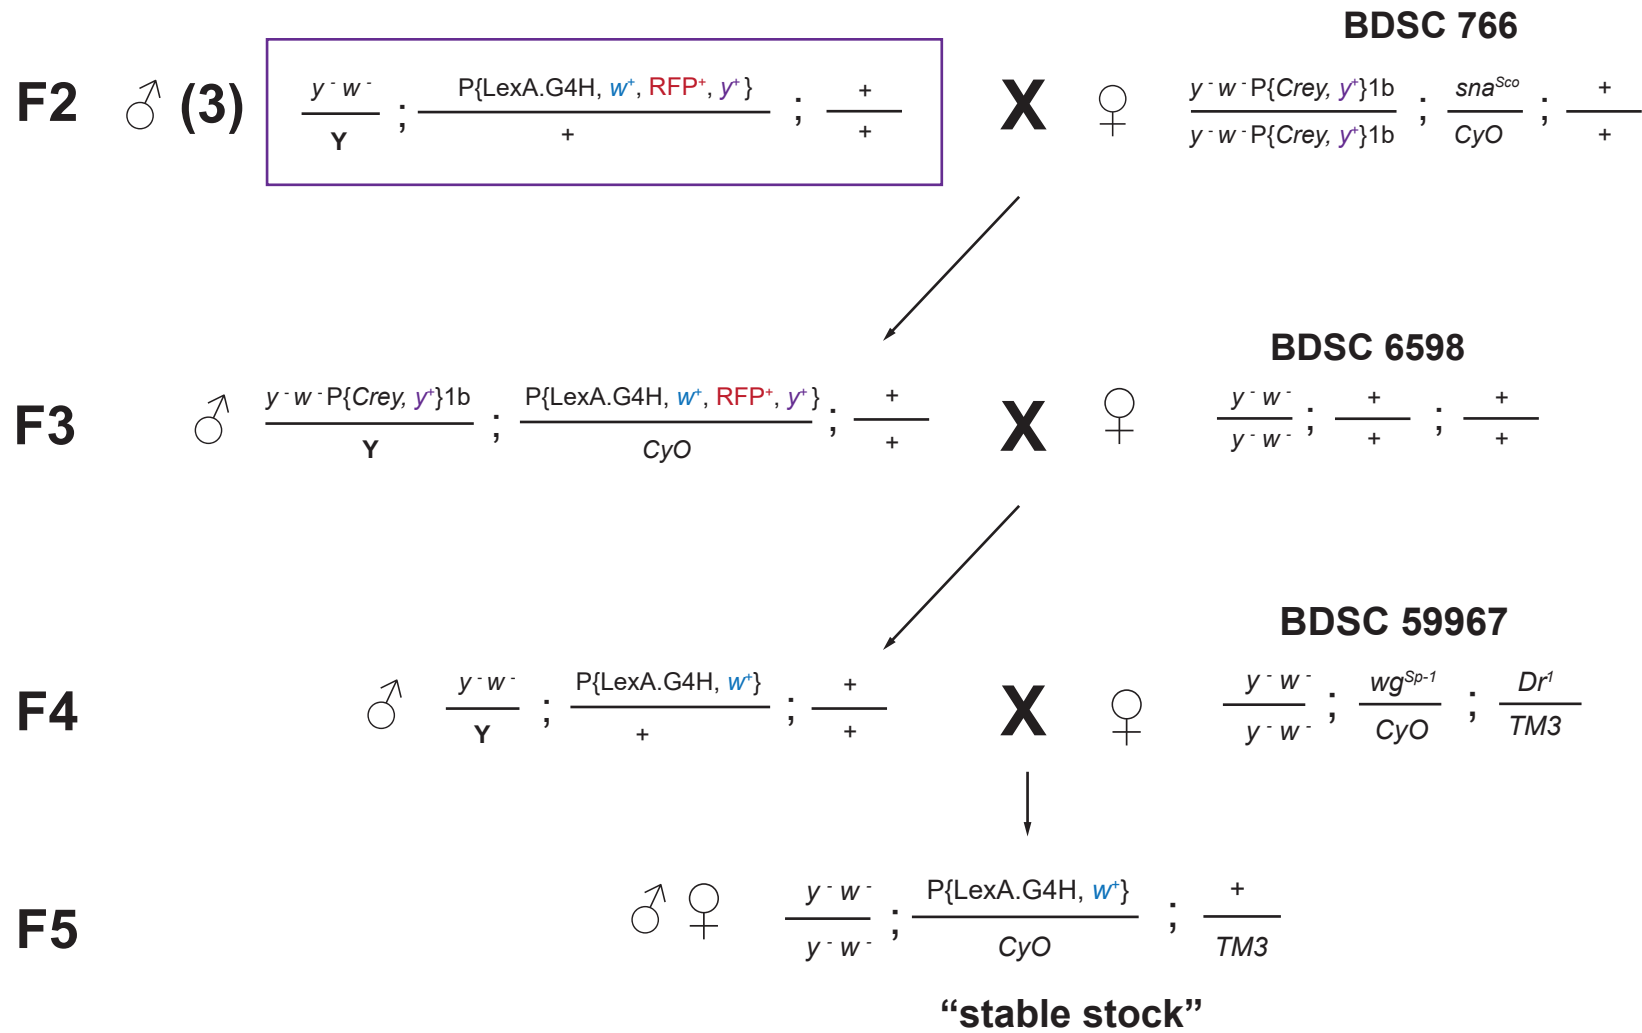 BDSC 766
F2 ♂ (3) y⁻ w⁻ / Y ; P{LexA.G4H, w⁺, RFP⁺, y⁺} / + ; + / + X ♀ y⁻ w⁻ P{Crey, y⁺}1b / y⁻ w⁻ P{Crey, y⁺}1b ; sna^Sco / CyO ; + / +
BDSC 6598
F3 ♂ y⁻ w⁻ P{Crey, y⁺}1b / Y ; P{LexA.G4H, w⁺, RFP⁺, y⁺} / CyO ; + / + X ♀ y⁻ w⁻ / y⁻ w⁻ ; + / + ; + / +
BDSC 59967
F4 ♂ y⁻ w⁻ / Y ; P{LexA.G4H, w⁺} / + ; + / + X ♀ y⁻ w⁻ / y⁻ w⁻ ; wg^Sp-1 / CyO ; Dr¹ / TM3
F5 ♂ ♀ y⁻ w⁻ / y⁻ w⁻ ; P{LexA.G4H, w⁺} / CyO ; + / TM3
“stable stock”